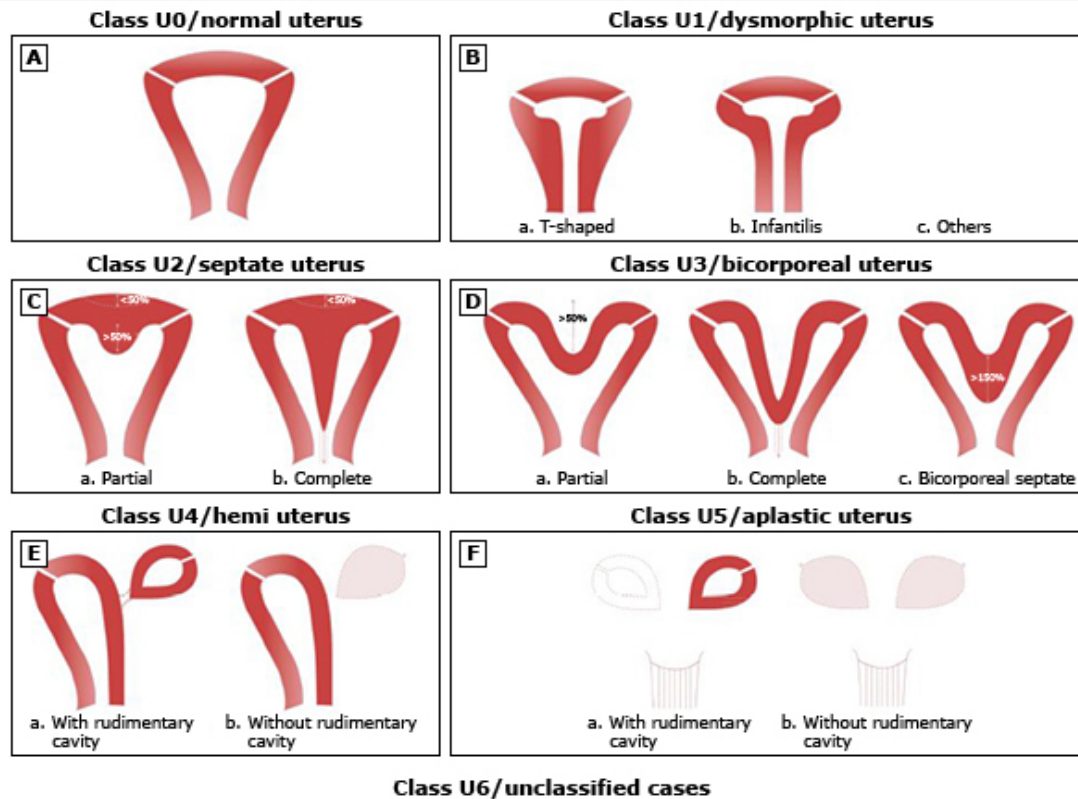 Class U0/normal uterus
A
Class U1/dysmorphic uterus
B
a. T-shaped
b. Infantilis
c. Others
Class U2/septate uterus
C
<50%
>50%
<50%
a. Partial
b. Complete
Class U3/bicorporeal uterus
D
>50%
>150%
a. Partial
b. Complete
c. Bicorporeal septate
Class U4/hemi uterus
E
a. With rudimentary
cavity
b. Without rudimentary
cavity
Class U5/aplastic uterus
F
a. With rudimentary
cavity
b. Without rudimentary
cavity
Class U6/unclassified cases